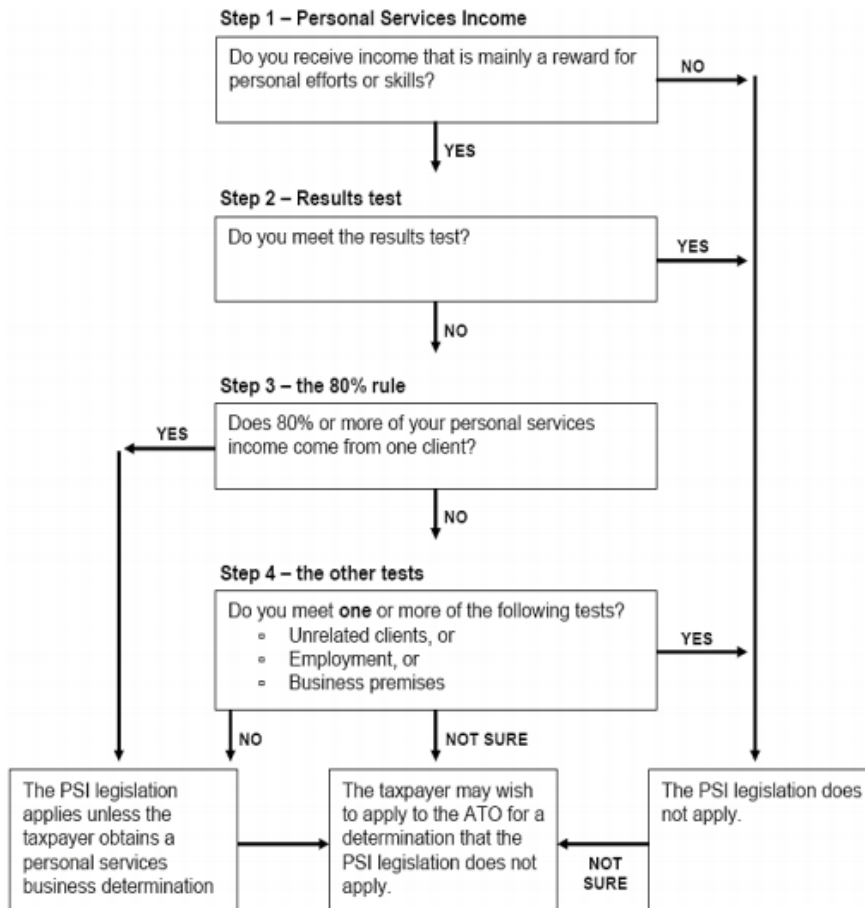 Step 1 – Personal Services Income
Do you receive income that is mainly a reward for
personal efforts or skills?
NO
YES
Step 2 – Results test
Do you meet the results test?
YES
NO
Step 3 – the 80% rule
Does 80% or more of your personal services
income come from one client?
YES
NO
Step 4 – the other tests
Do you meet one or more of the following tests?
▫ Unrelated clients, or
▫ Employment, or
▫ Business premises
YES
NO
NOT SURE
The PSI legislation
applies unless the
taxpayer obtains a
personal services
business determination
The taxpayer may wish
to apply to the ATO for a
determination that the
PSI legislation does not
apply.
The PSI legislation does
not apply.
NOT
SURE